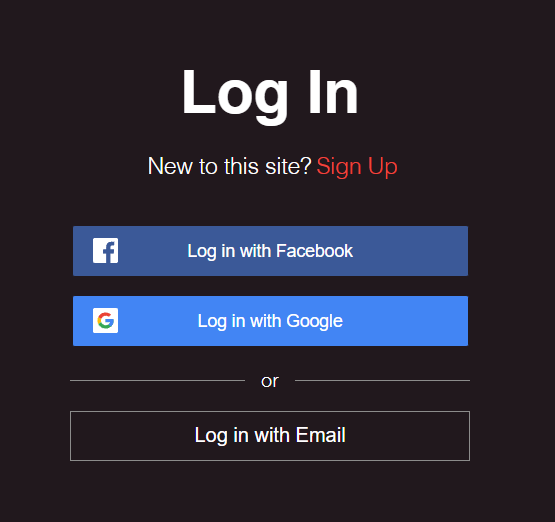 Log In
New to this site? Sign Up
Log in with Facebook
Log in with Google
or
Log in with Email